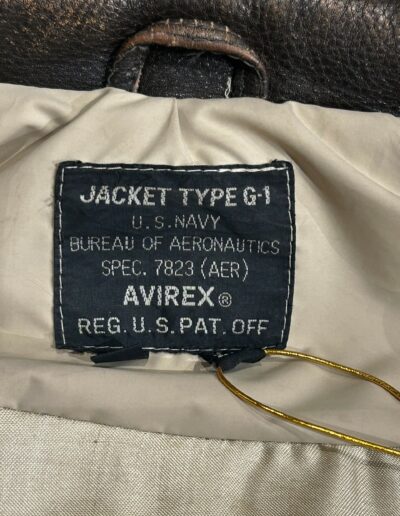 JACKET TYPE G-1
U.S. NAVY
BUREAU OF AERONAUTICS
SPEC. 7823 (AER)
AVIREX®
REG. U.S. PAT. OFF